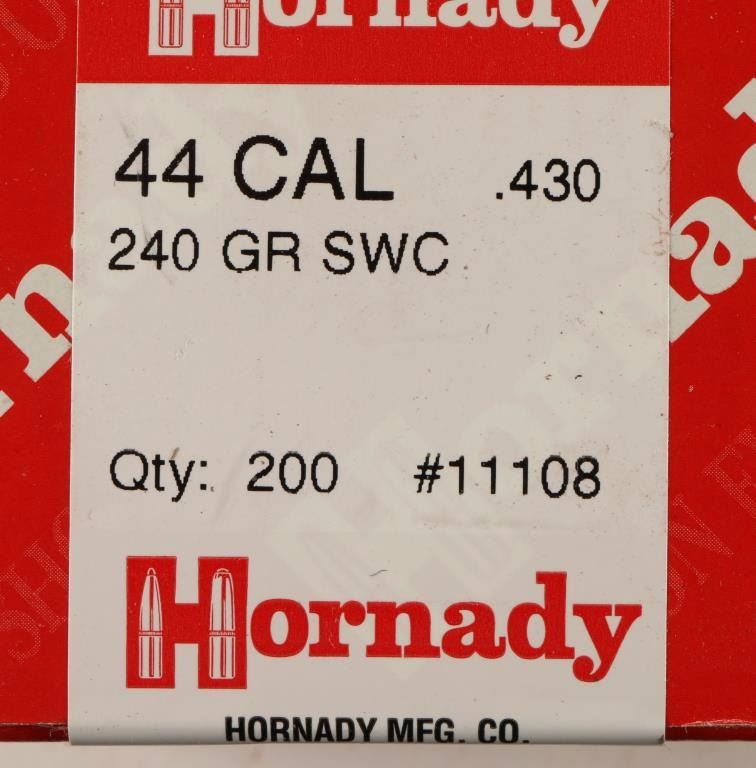 Hornady
44 CAL .430
240 GR SWC
Qty: 200 #11108
Hornady
HORNADY MFG. CO.